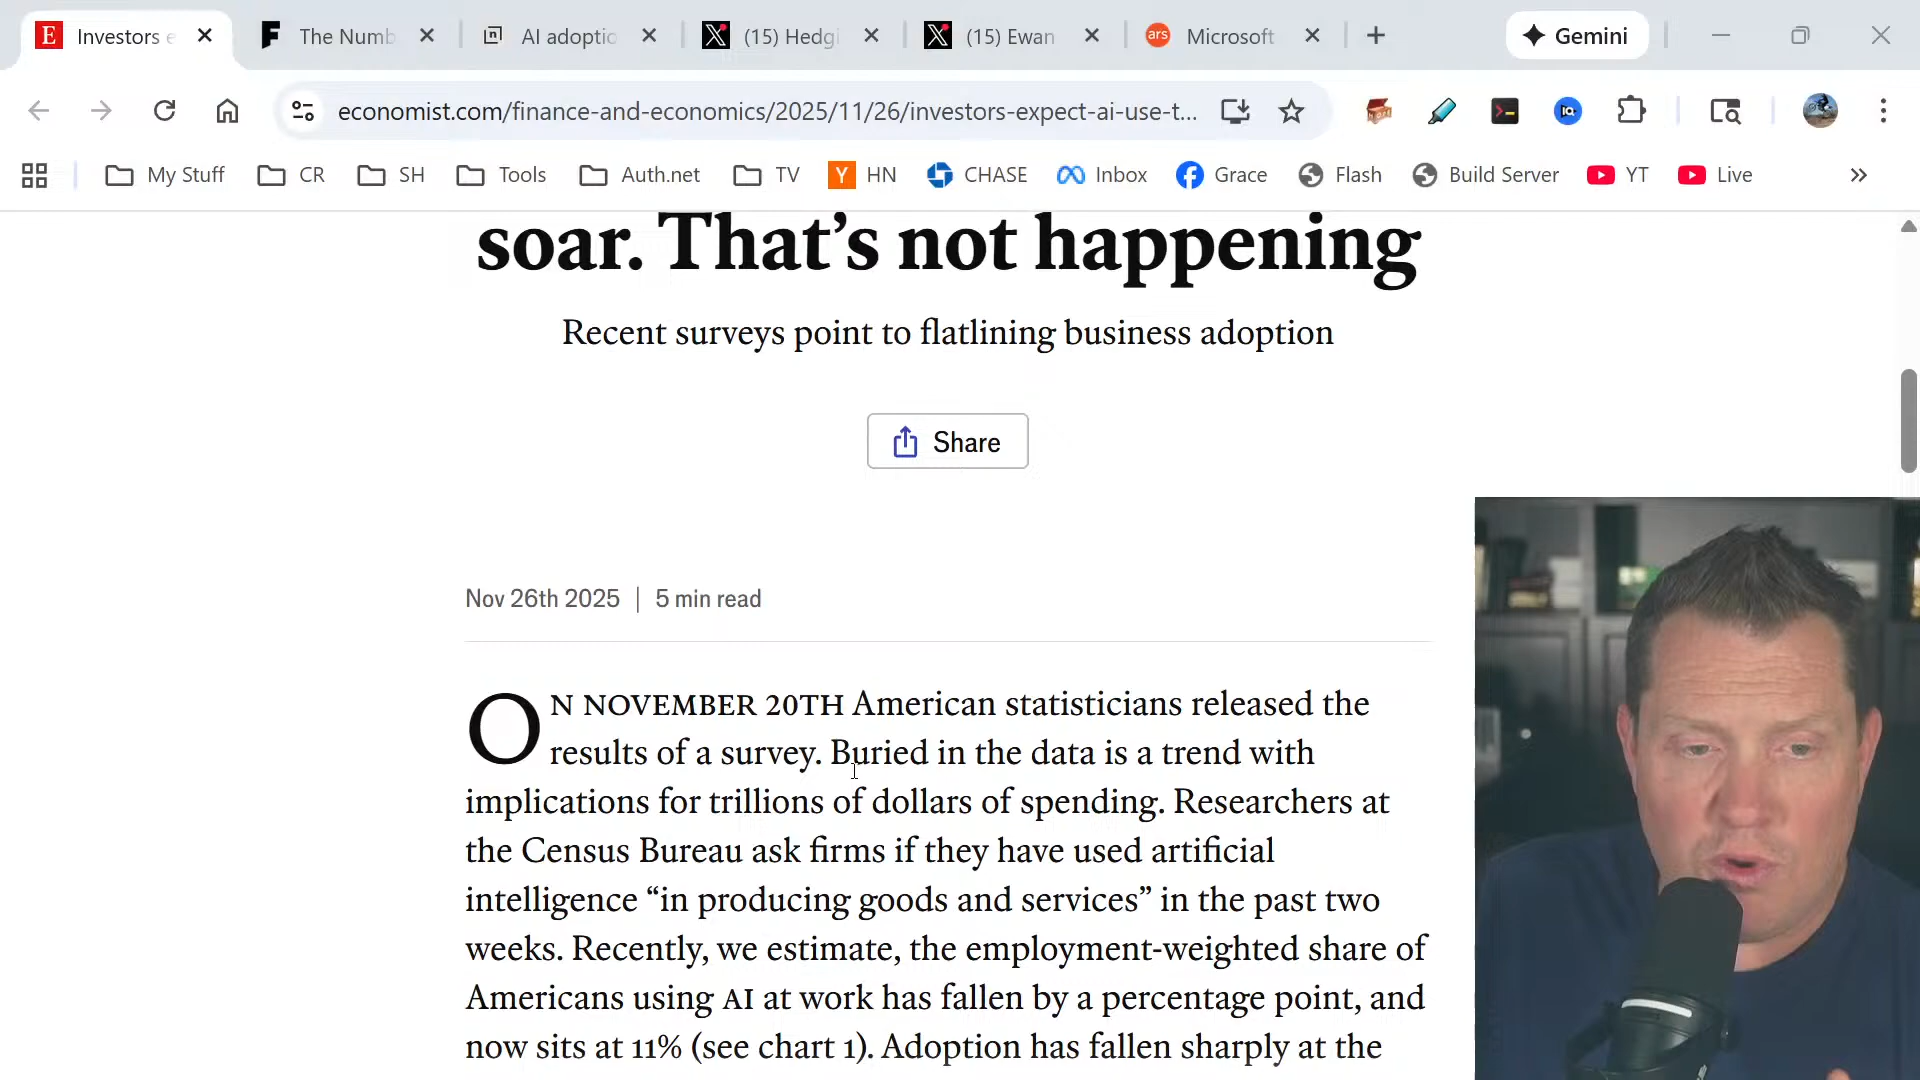 Investors e
The Numb
AI adoptio
(15) Hedgi
(15) Ewan
Microsoft
Gemini
economist.com/finance-and-economics/2025/11/26/investors-expect-ai-use-t...
My Stuff
CR
SH
Tools
Auth.net
TV
HN
CHASE
Inbox
Grace
Flash
Build Server
YT
Live
soar. That’s not happening
Recent surveys point to flatlining business adoption
Share
Nov 26th 2025 | 5 min read
ON NOVEMBER 20TH American statisticians released the
results of a survey. Buried in the data is a trend with
implications for trillions of dollars of spending. Researchers at
the Census Bureau ask firms if they have used artificial
intelligence “in producing goods and services” in the past two
weeks. Recently, we estimate, the employment-weighted share of
Americans using AI at work has fallen by a percentage point, and
now sits at 11% (see chart 1). Adoption has fallen sharply at the